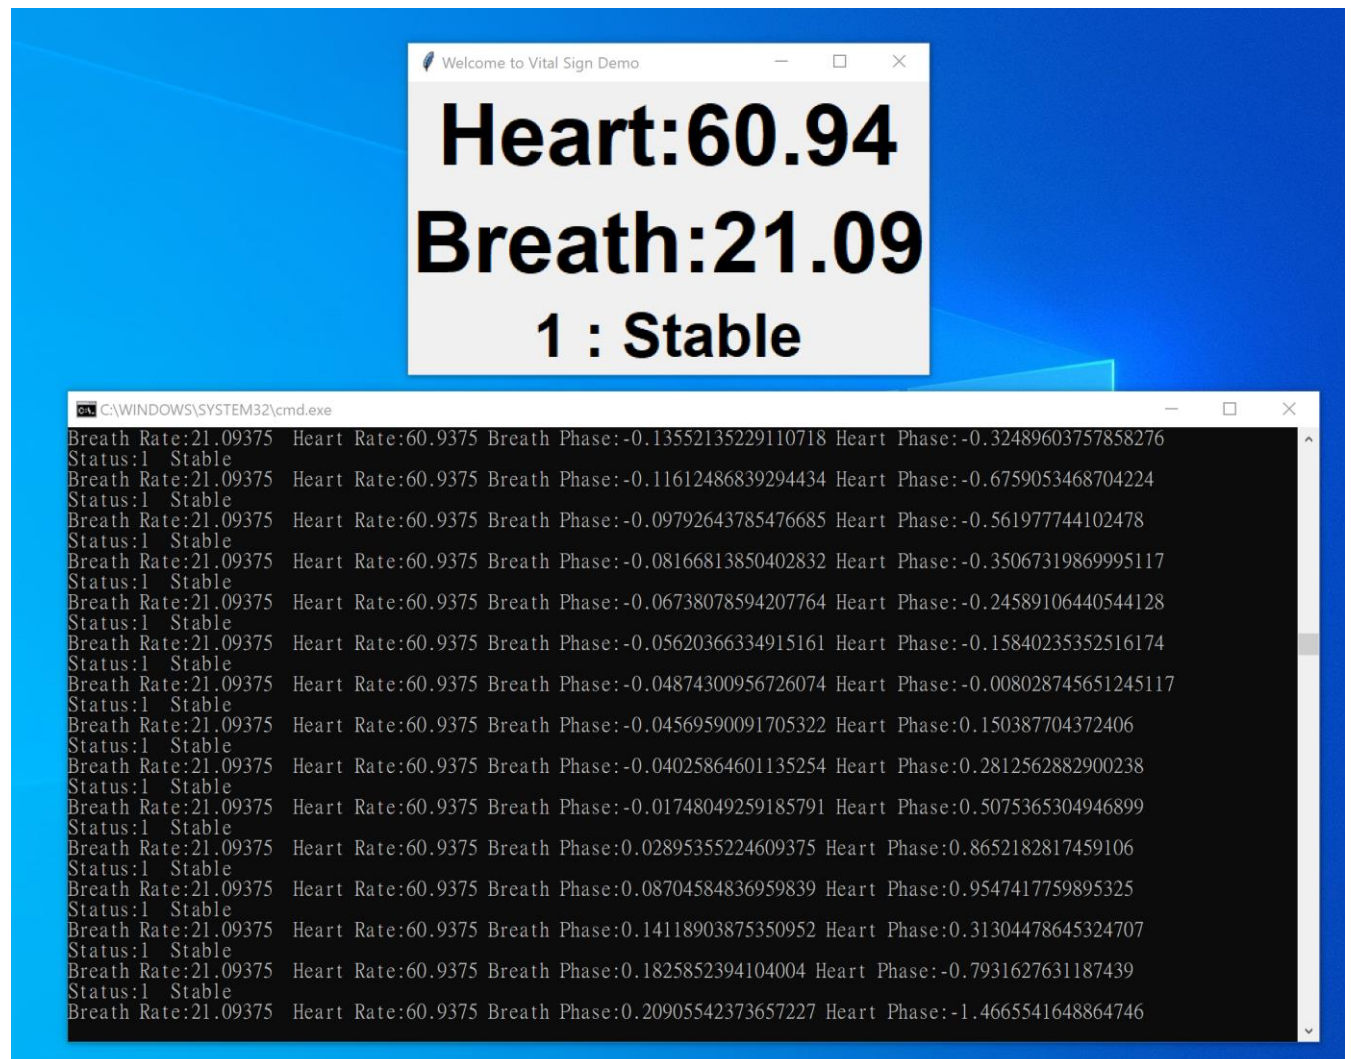 Welcome to Vital Sign Demo
Heart:60.94
Breath:21.09
1 : Stable
C:\WINDOWS\SYSTEM32\cmd.exe
Breath Rate:21.09375  Heart Rate:60.9375 Breath Phase:-0.13552135229110718 Heart Phase:-0.32489603757858276
Status:1  Stable
Breath Rate:21.09375  Heart Rate:60.9375 Breath Phase:-0.11612486839294434 Heart Phase:-0.6759053468704224
Status:1  Stable
Breath Rate:21.09375  Heart Rate:60.9375 Breath Phase:-0.09792643785476685 Heart Phase:-0.561977744102478
Status:1  Stable
Breath Rate:21.09375  Heart Rate:60.9375 Breath Phase:-0.08166813850402832 Heart Phase:-0.35067319869995117
Status:1  Stable
Breath Rate:21.09375  Heart Rate:60.9375 Breath Phase:-0.06738078594207764 Heart Phase:-0.24589106440544128
Status:1  Stable
Breath Rate:21.09375  Heart Rate:60.9375 Breath Phase:-0.05620366334915161 Heart Phase:-0.15840235352516174
Status:1  Stable
Breath Rate:21.09375  Heart Rate:60.9375 Breath Phase:-0.04874300956726074 Heart Phase:-0.008028745651245117
Status:1  Stable
Breath Rate:21.09375  Heart Rate:60.9375 Breath Phase:-0.04569590091705322 Heart Phase:0.150387704372406
Status:1  Stable
Breath Rate:21.09375  Heart Rate:60.9375 Breath Phase:-0.04025864601135254 Heart Phase:0.2812562882900238
Status:1  Stable
Breath Rate:21.09375  Heart Rate:60.9375 Breath Phase:-0.01748049259185791 Heart Phase:0.5075365304946899
Status:1  Stable
Breath Rate:21.09375  Heart Rate:60.9375 Breath Phase:0.02895355224609375 Heart Phase:0.8652182817459106
Status:1  Stable
Breath Rate:21.09375  Heart Rate:60.9375 Breath Phase:0.08704584836959839 Heart Phase:0.9547417759895325
Status:1  Stable
Breath Rate:21.09375  Heart Rate:60.9375 Breath Phase:0.14118903875350952 Heart Phase:0.31304478645324707
Status:1  Stable
Breath Rate:21.09375  Heart Rate:60.9375 Breath Phase:0.1825852394104004 Heart Phase:-0.7931627631187439
Status:1  Stable
Breath Rate:21.09375  Heart Rate:60.9375 Breath Phase:0.20905542373657227 Heart Phase:-1.4665541648864746